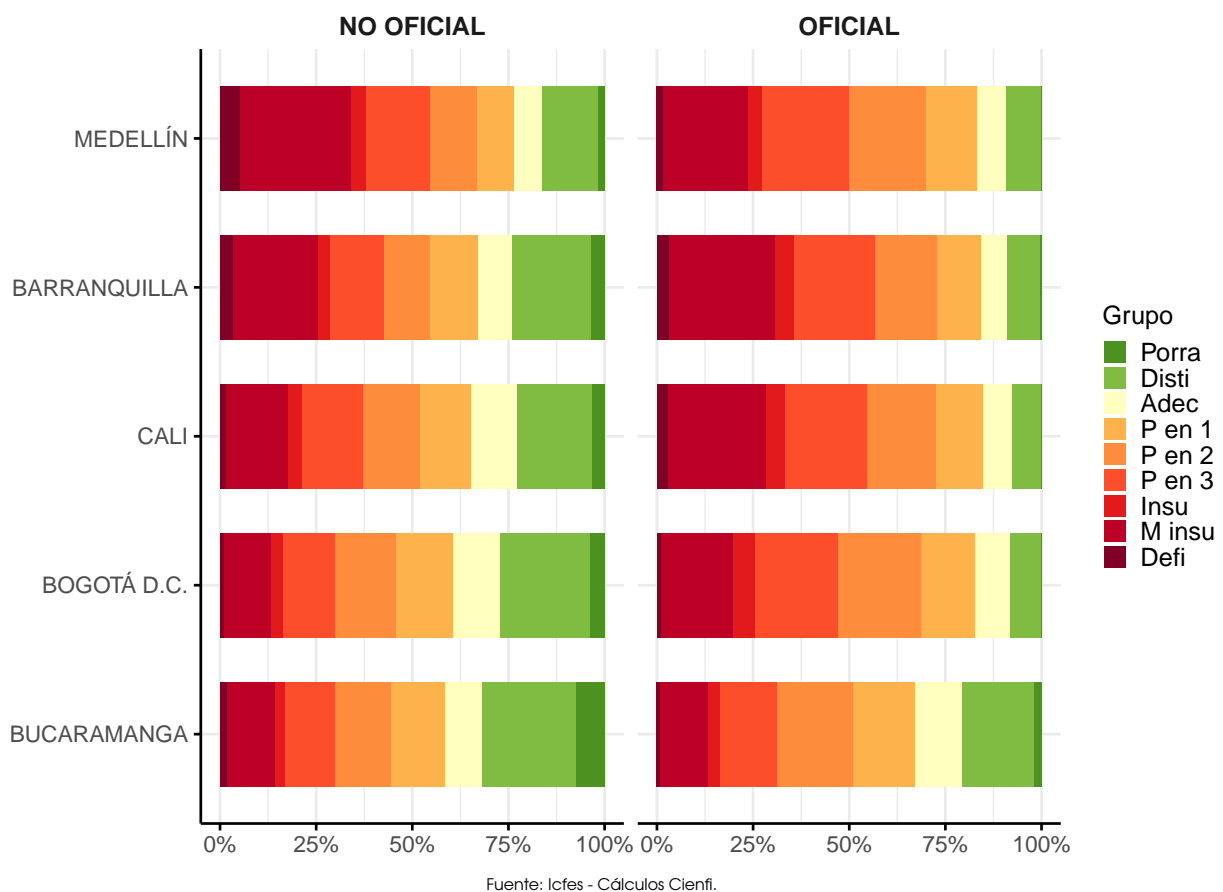 NO OFICIAL
OFICIAL
MEDELLÍN
BARRANQUILLA
CALI
BOGOTÁ D.C.
BUCARAMANGA
0%
25%
50%
75%
100%
0%
25%
50%
75%
100%
Grupo
Porra
Disti
Adec
P en 1
P en 2
P en 3
Insu
M insu
Defi
Fuente: Icfes - Cálculos Cienfi.